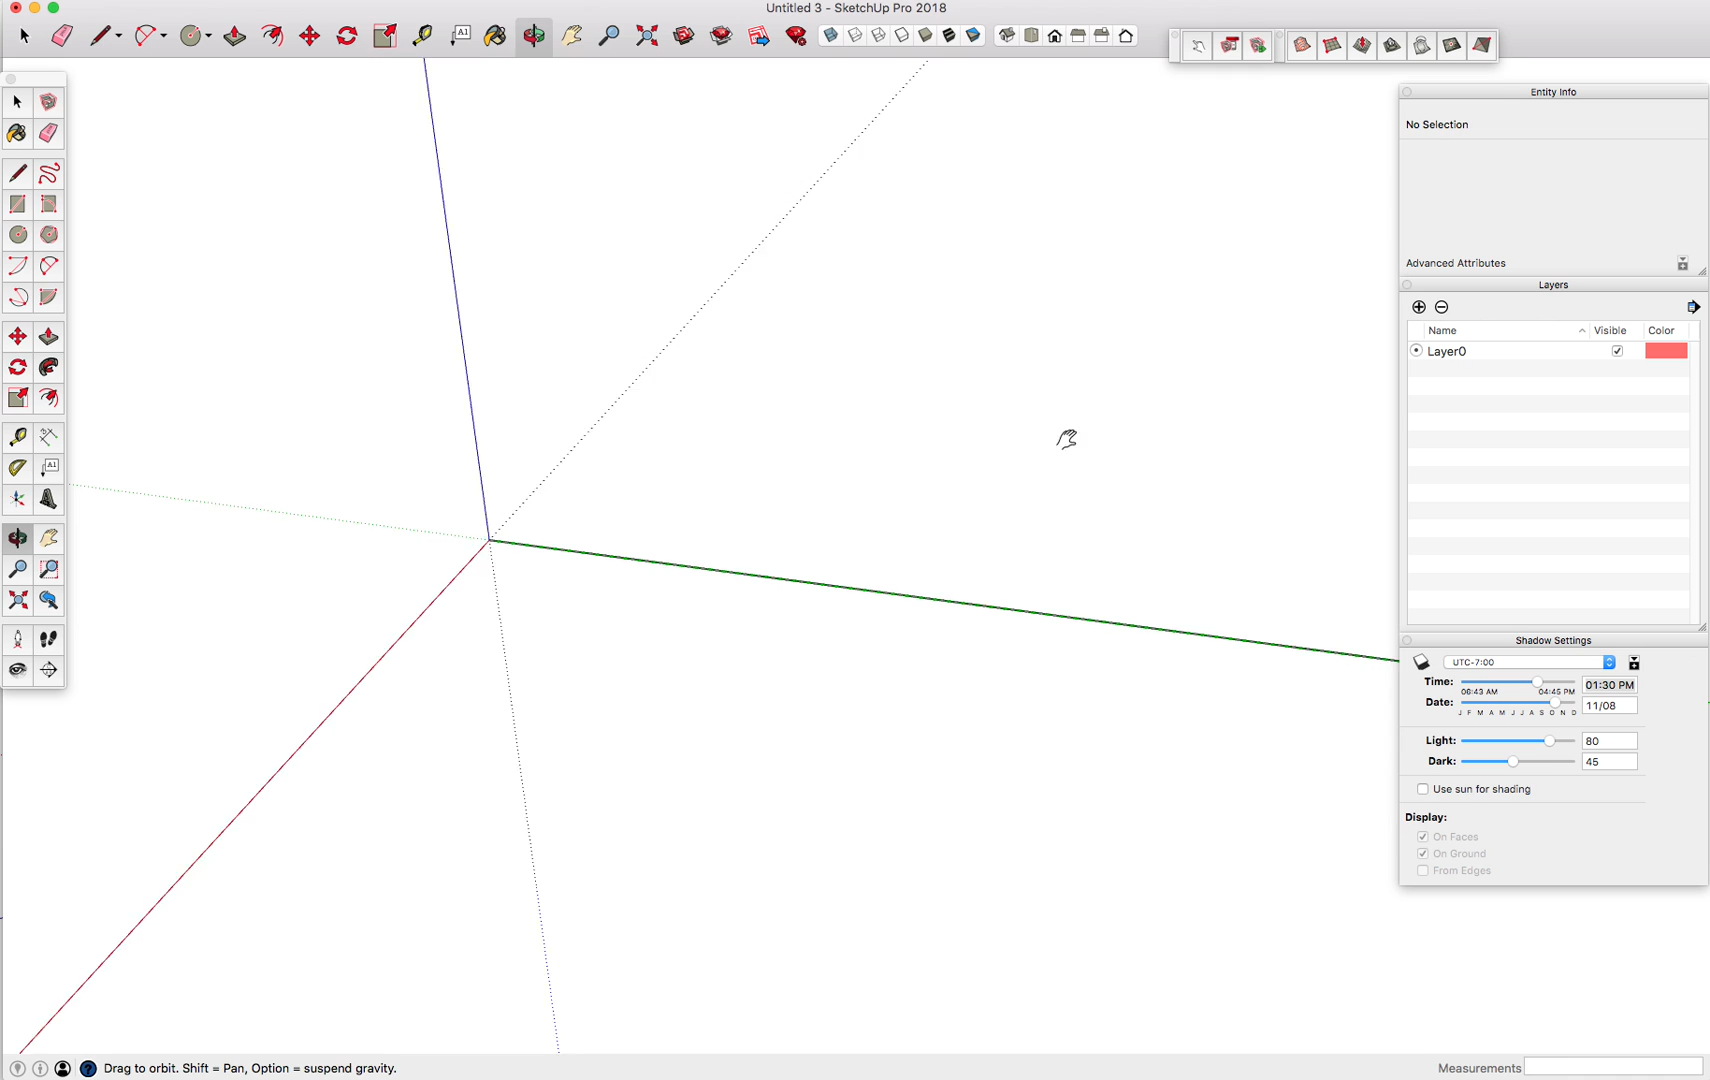 Untitled 3 - SketchUp Pro 2018
A1
A1
Entity Info
No Selection
Advanced Attributes
Layers
Name Visible Color
Layer0
Shadow Settings
UTC-7:00
Time: 01:30 PM
06:43 AM 04:45 PM
Date: 11/08
J F M A M J J A S O N D
Light: 80
Dark: 45
Use sun for shading
Display:
On Faces
On Ground
From Edges
Drag to orbit. Shift = Pan, Option = suspend gravity.
Measurements